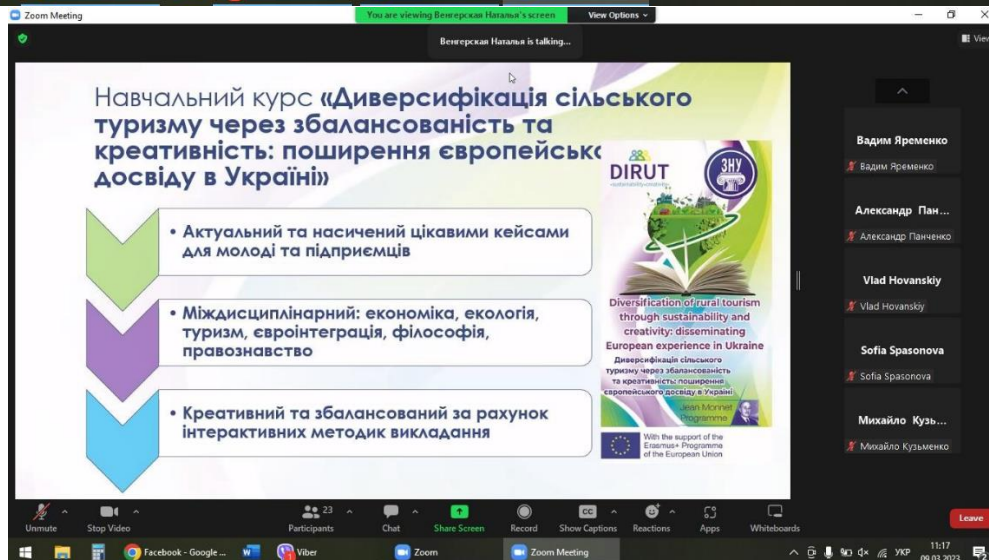 Zoom Meeting
You are viewing Венгерская Наталья's screen
View Options
Венгерская Наталья is talking...
View
Навчальний курс «Диверсифікація сільського
туризму через збалансованість та
креативність: поширення європейськ
досвіду в Україні»
• Актуальний та насичений цікавими кейсами
для молоді та підприємців
• Міждисциплінарний: економіка, екологія,
туризм, євроінтеграція, філософія,
правознавство
• Креативний та збалансований за рахунок
інтерактивних методик викладання
DIRUT
ЗНУ
Diversification of rural tourism
through sustainability and
creativity: disseminating
European experience in Ukraine
Диверсифікація сільського
туризму через збалансованість
та креативність: поширення
європейського досвіду в Україні
Jean Monnet
Programme
With the support of the
Erasmus+ Programme
of the European Union
Вадим Яременко
Вадим Яременко
Александр Пан...
Александр Панченко
Vlad Hovanskiy
Vlad Hovanskiy
Sofia Spasonova
Sofia Spasonova
Михайло Кузь...
Михайло Кузьменко
Unmute
Stop Video
Participants
23
Chat
Share Screen
Record
CC
Show Captions
Reactions
Apps
Whiteboards
Leave
Facebook - Google ...
Viber
Zoom
Zoom Meeting
УКР
11:17
09.03.2023